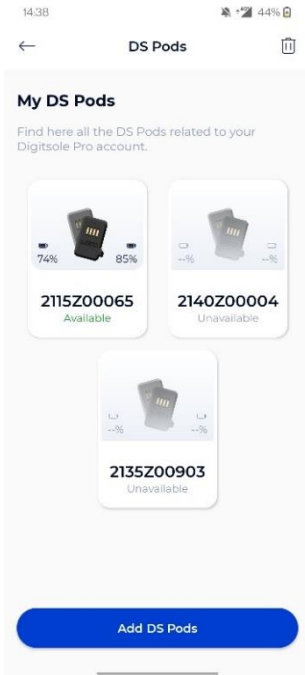 14:38
44%
DS Pods
My DS Pods
Find here all the DS Pods related to your
Digitsole Pro account.
74% 85%
2115Z00065
Available
--% --%
2140Z00004
Unavailable
--% --%
2135Z00903
Unavailable
Add DS Pods